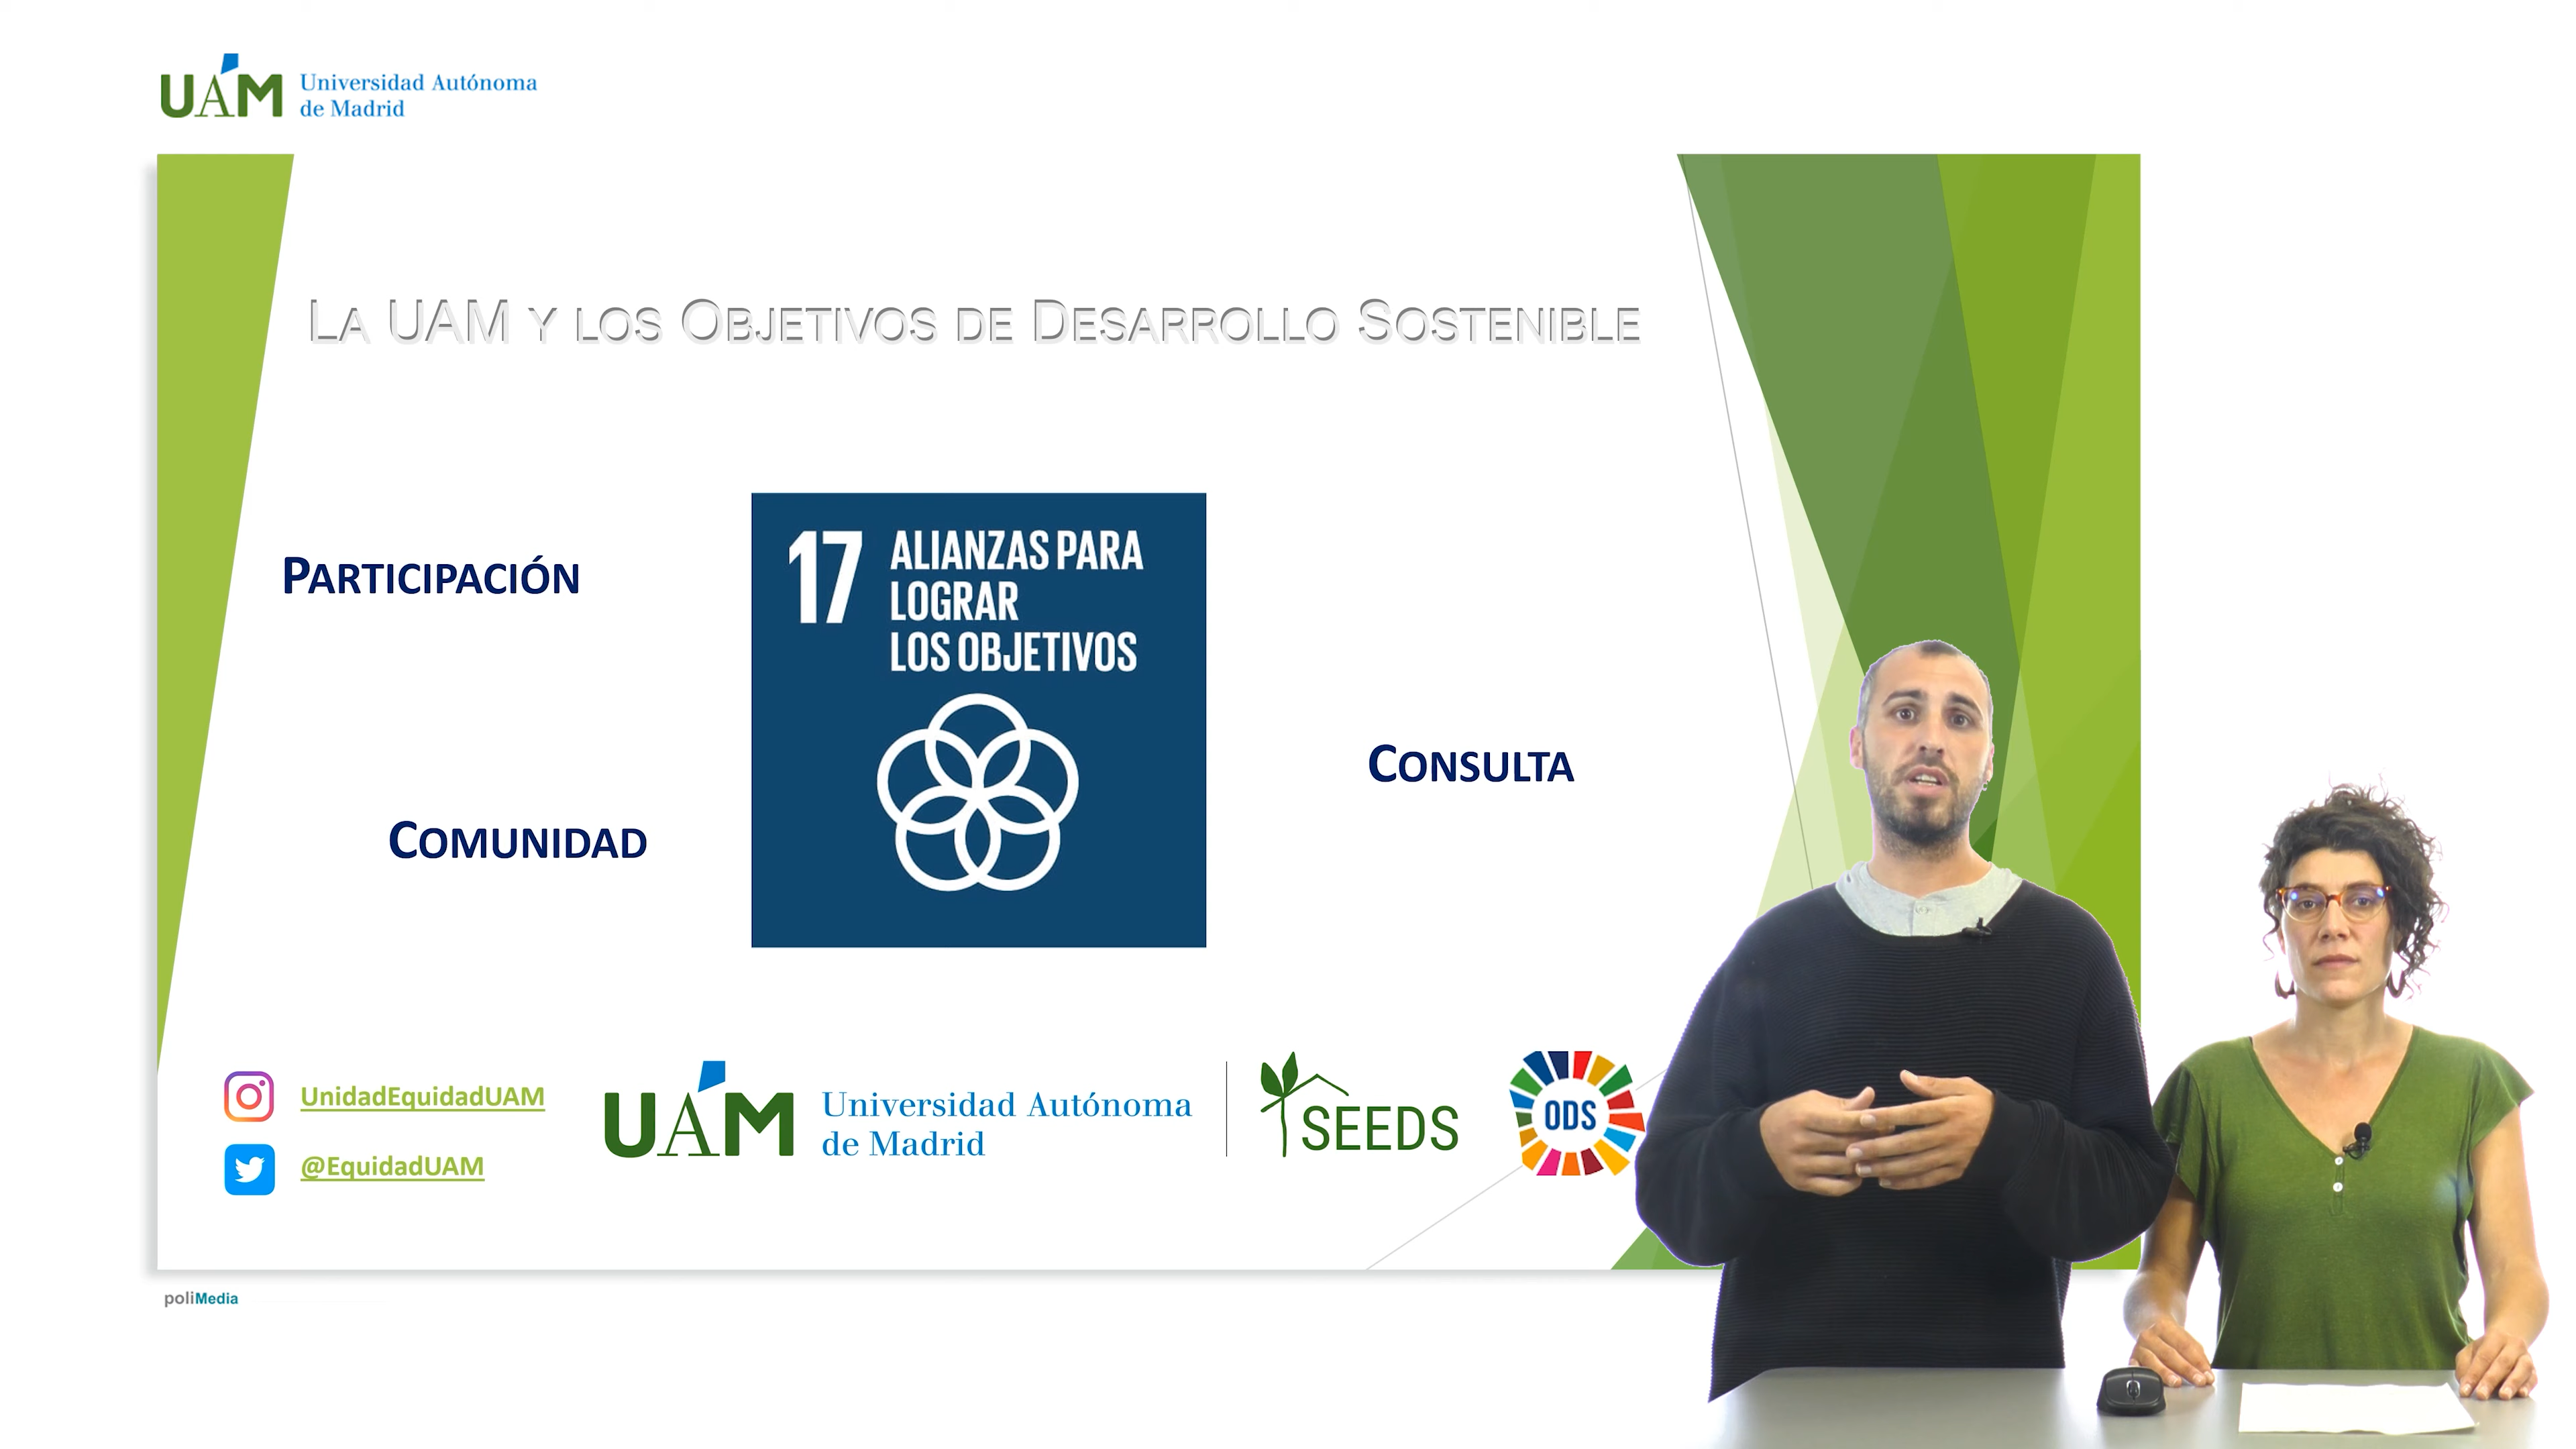 UAM Universidad Autónoma
de Madrid
La UAM y los Objetivos de Desarrollo Sostenible
Participación
17 ALIANZAS PARA
LOGRAR
LOS OBJETIVOS
Consulta
Comunidad
UnidadEquidadUAM
@EquidadUAM
UAM Universidad Autónoma
de Madrid
SEEDS
ODS
poliMedia